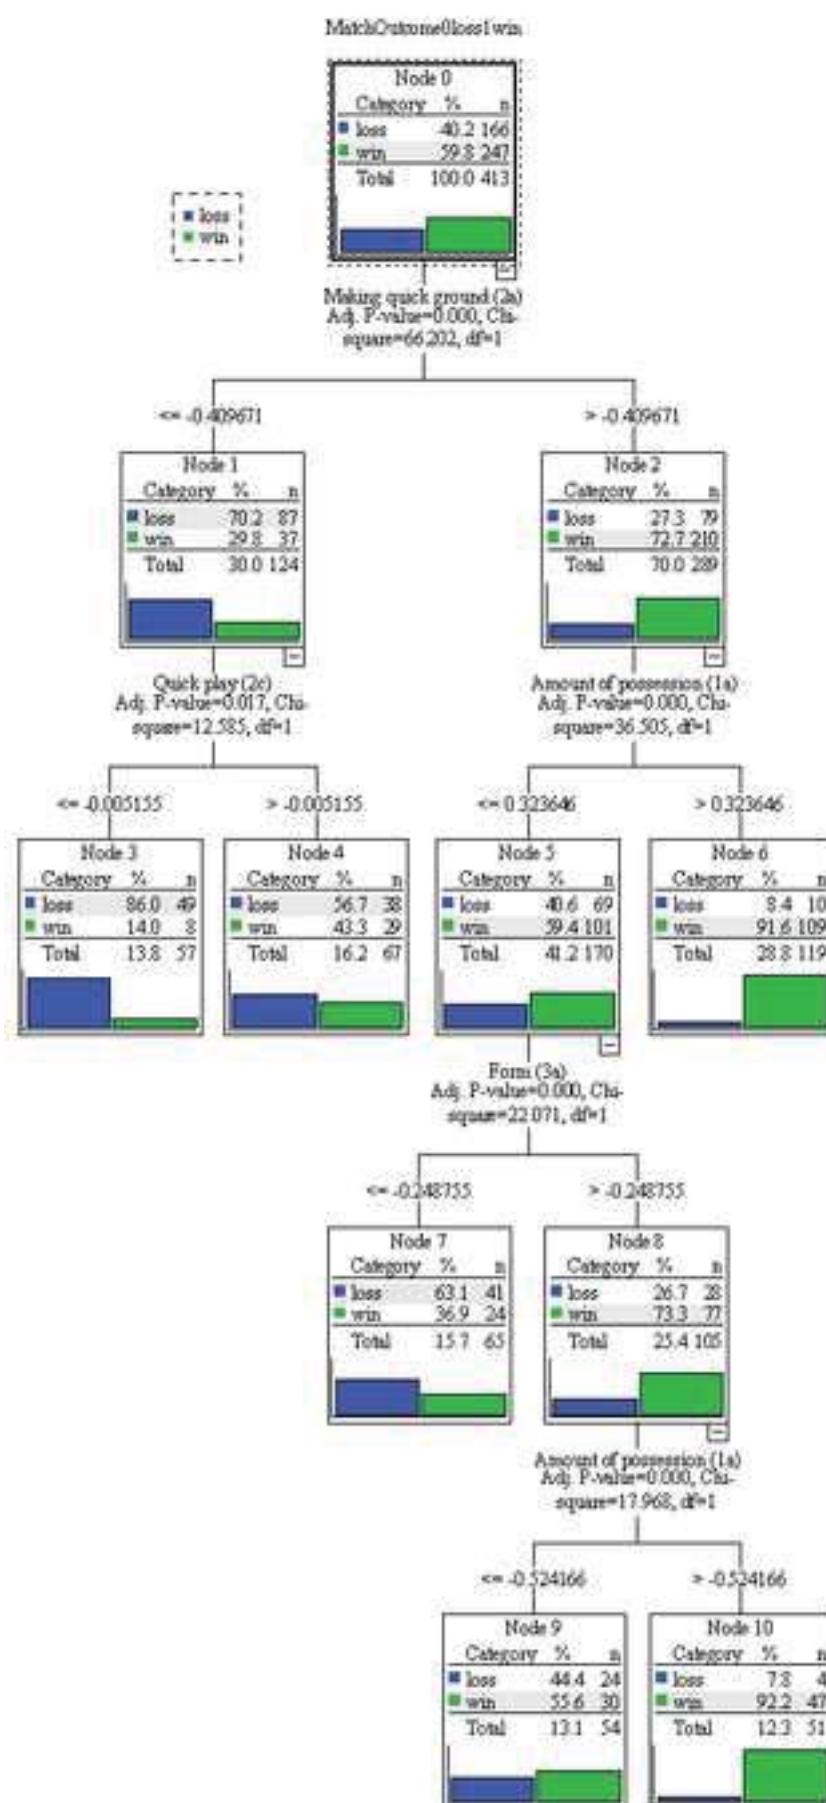 MatchOutcome0loss1win
Node 0
Category % n
loss 40.2 166
win 59.8 247
Total 100.0 413
loss
win
Making quick ground (2a)
Adj. P-value=0.000, Chi-
square=66.202, df=1
<= -0.409671
> -0.409671
Node 1
Category % n
loss 70.2 87
win 29.8 37
Total 30.0 124
Node 2
Category % n
loss 27.3 79
win 72.7 210
Total 70.0 289
Quick play (2c)
Adj. P-value=0.017, Chi-
square=12.585, df=1
Amount of possession (1a)
Adj. P-value=0.000, Chi-
square=36.505, df=1
<= -0.005155
> -0.005155
<= 0.323646
> 0.323646
Node 3
Category % n
loss 86.0 49
win 14.0 8
Total 13.8 57
Node 4
Category % n
loss 56.7 38
win 43.3 29
Total 16.2 67
Node 5
Category % n
loss 40.6 69
win 59.4 101
Total 41.2 170
Node 6
Category % n
loss 8.4 10
win 91.6 109
Total 28.8 119
Form (3a)
Adj. P-value=0.000, Chi-
square=22.071, df=1
<= -0.248755
> -0.248755
Node 7
Category % n
loss 63.1 41
win 36.9 24
Total 15.7 65
Node 8
Category % n
loss 26.7 28
win 73.3 77
Total 25.4 105
Amount of possession (1a)
Adj. P-value=0.000, Chi-
square=17.968, df=1
<= -0.524166
> -0.524166
Node 9
Category % n
loss 44.4 24
win 55.6 30
Total 13.1 54
Node 10
Category % n
loss 7.8 4
win 92.2 47
Total 12.3 51